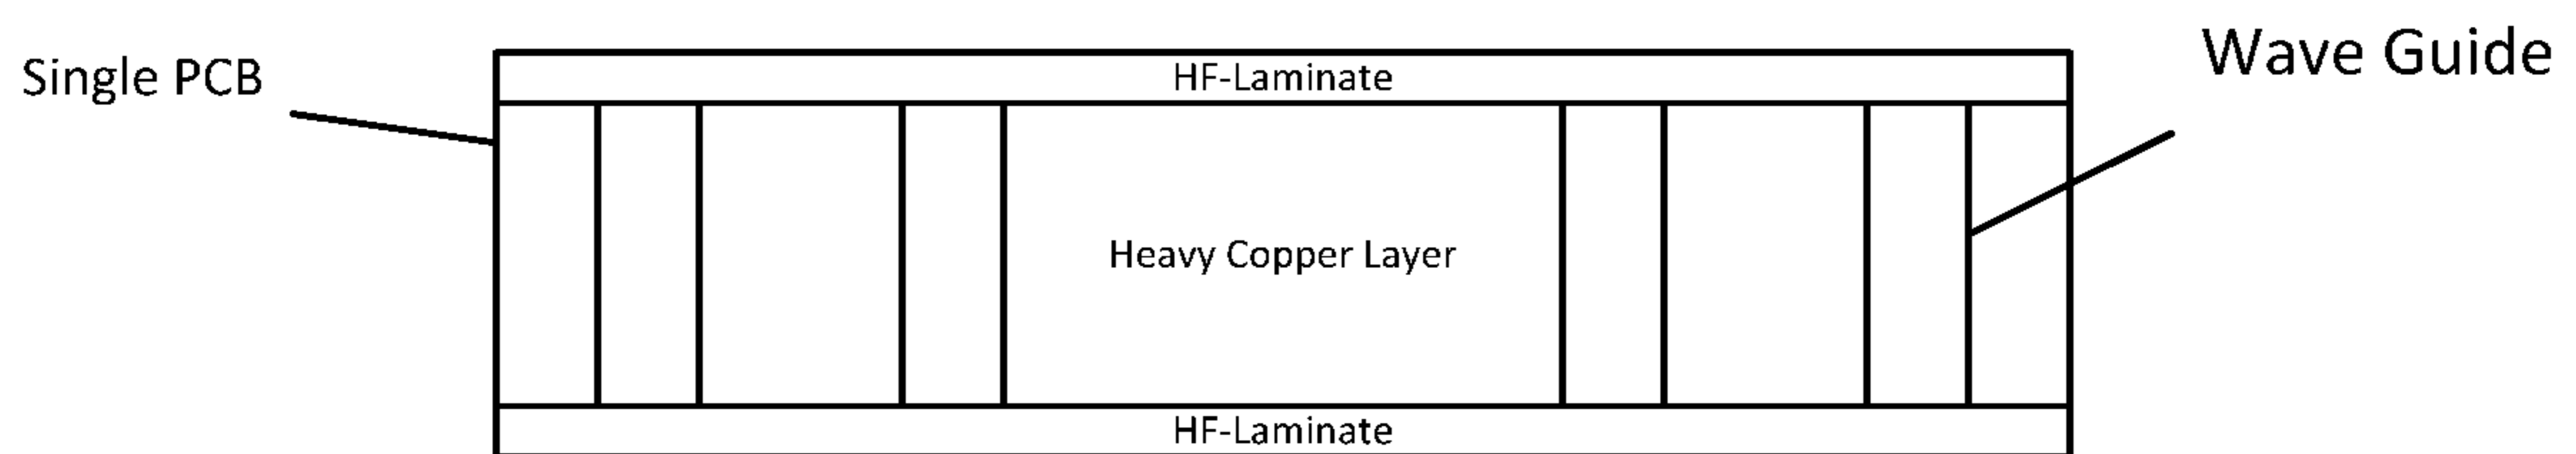 Single PCB
HF-Laminate
Wave Guide
Heavy Copper Layer
HF-Laminate